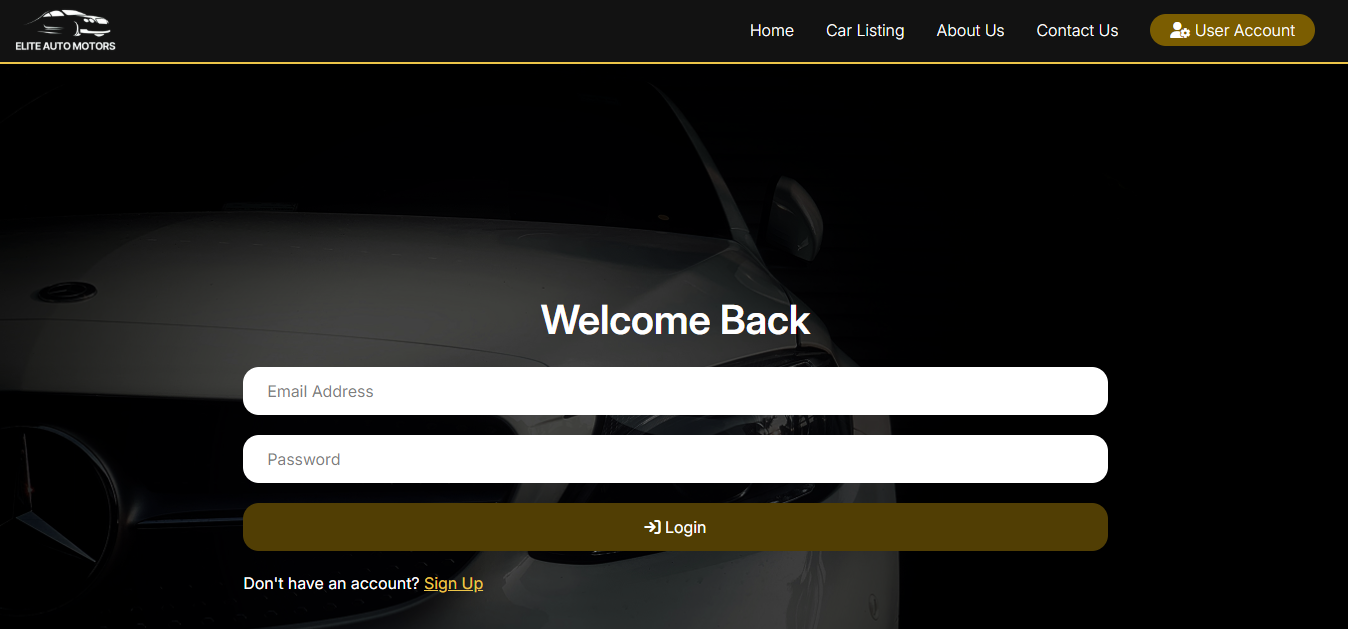 ELITE AUTO MOTORS
Home Car Listing About Us Contact Us User Account
Welcome Back
Email Address
Password
Login
Don't have an account? Sign Up